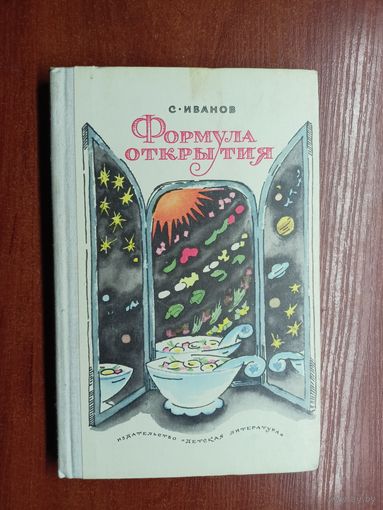 С·ИВАНОВ
ФОРМУЛА
ОТКРЫТИЯ
ИЗДАТЕЛЬСТВО "ДЕТСКАЯ ЛИТЕРАТУРА"